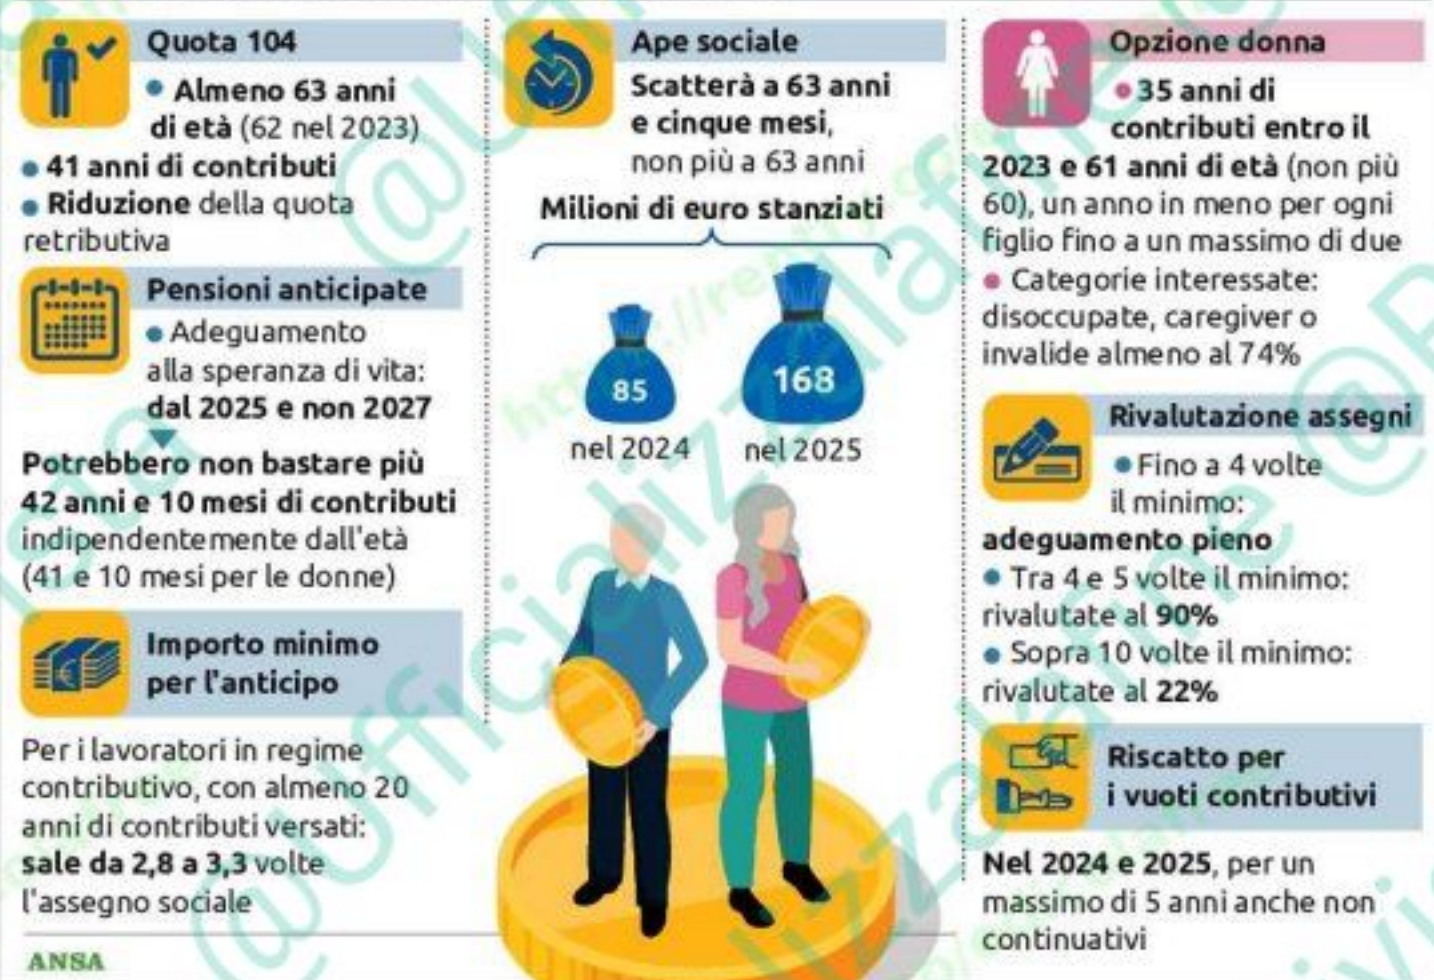 Quota 104
• Almeno 63 anni
di età (62 nel 2023)
• 41 anni di contributi
• Riduzione della quota
retributiva
Pensioni anticipate
• Adeguamento
alla speranza di vita:
dal 2025 e non 2027
Potrebbero non bastare più
42 anni e 10 mesi di contributi
indipendentemente dall'età
(41 e 10 mesi per le donne)
Importo minimo
per l'anticipo
Per i lavoratori in regime
contributivo, con almeno 20
anni di contributi versati:
sale da 2,8 a 3,3 volte
l'assegno sociale
ANSA
Ape sociale
Scatterà a 63 anni
e cinque mesi,
non più a 63 anni
Milioni di euro stanziati
85
168
nel 2024
nel 2025
Opzione donna
• 35 anni di
contributi entro il
2023 e 61 anni di età (non più
60), un anno in meno per ogni
figlio fino a un massimo di due
• Categorie interessate:
disoccupate, caregiver o
invalide almeno al 74%
Rivalutazione assegni
• Fino a 4 volte
il minimo:
adeguamento pieno
• Tra 4 e 5 volte il minimo:
rivalutate al 90%
• Sopra 10 volte il minimo:
rivalutate al 22%
Riscatto per
i vuoti contributivi
Nel 2024 e 2025, per un
massimo di 5 anni anche non
continuativi